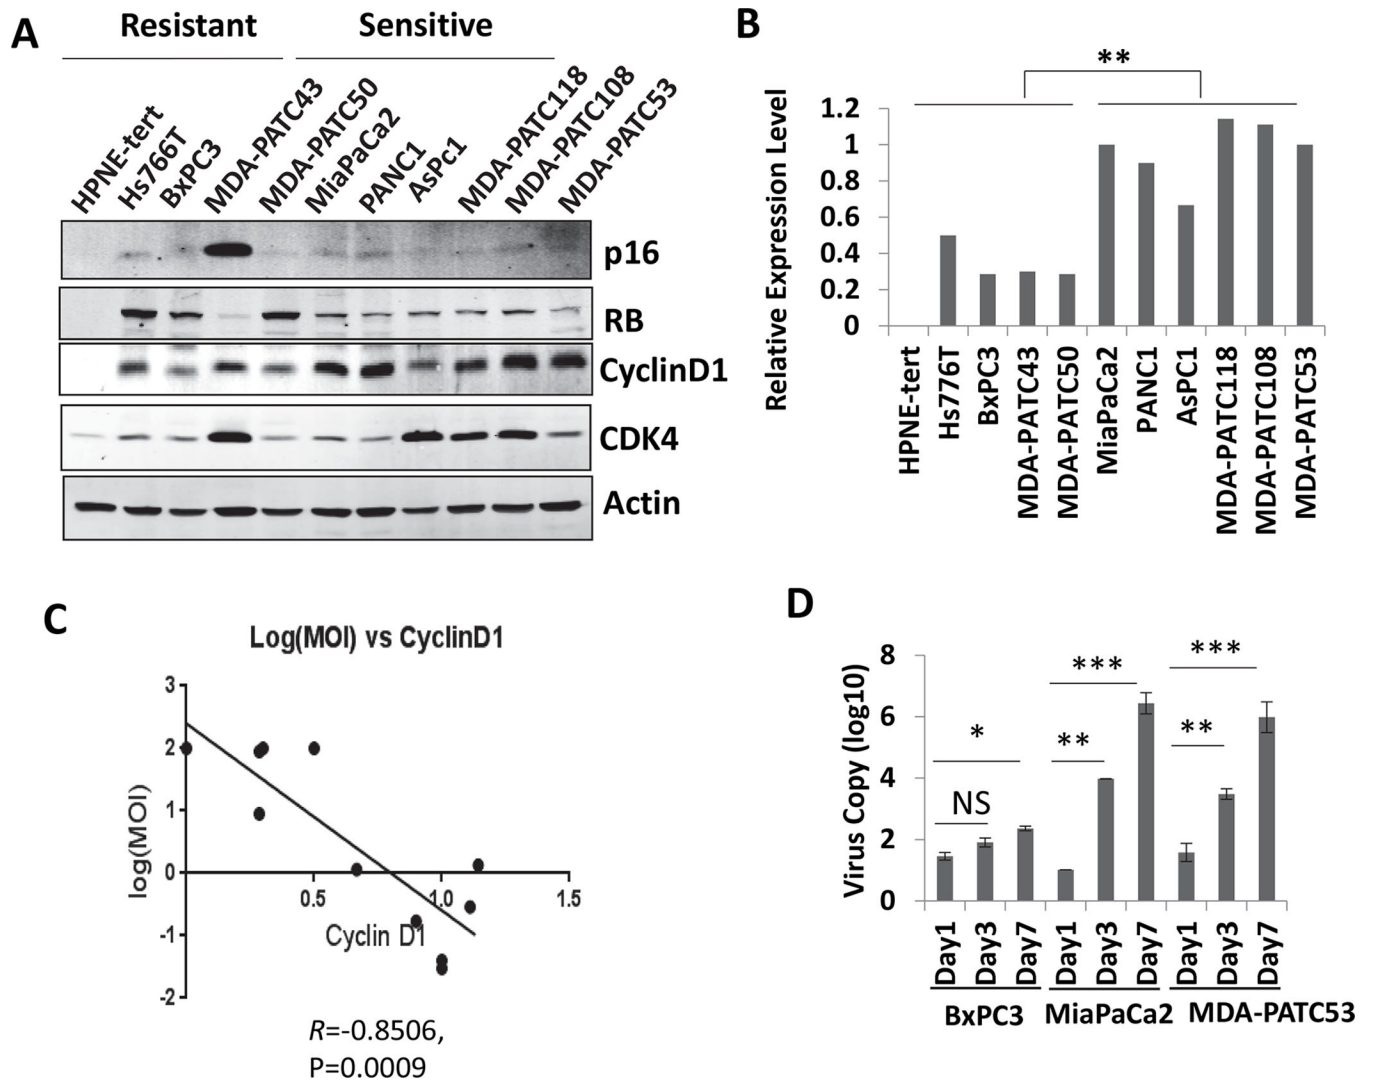 A
Resistant
Sensitive
HPNE-tert
Hs766T
BxPC3
MDA-PATC43
MDA-PATC50
MiaPaCa2
PANC1
AsPc1
MDA-PATC118
MDA-PATC108
MDA-PATC53
p16
RB
CyclinD1
CDK4
Actin
B
**
Relative Expression Level
1.2
1
0.8
0.6
0.4
0.2
0
HPNE-tert
Hs776T
BxPC3
MDA-PATC43
MDA-PATC50
MiaPaCa2
PANC1
AsPC1
MDA-PATC118
MDA-PATC108
MDA-PATC53
C
Log(MOI) vs CyclinD1
log(MOI)
3
2
1
0
-1
-2
0.5
1.0
1.5
Cyclin D1
R=-0.8506,
P=0.0009
D
Virus Copy (log10)
8
6
4
2
0
NS
*
**
***
**
***
Day1
Day3
Day7
Day1
Day3
Day7
Day1
Day3
Day7
BxPC3
MiaPaCa2
MDA-PATC53